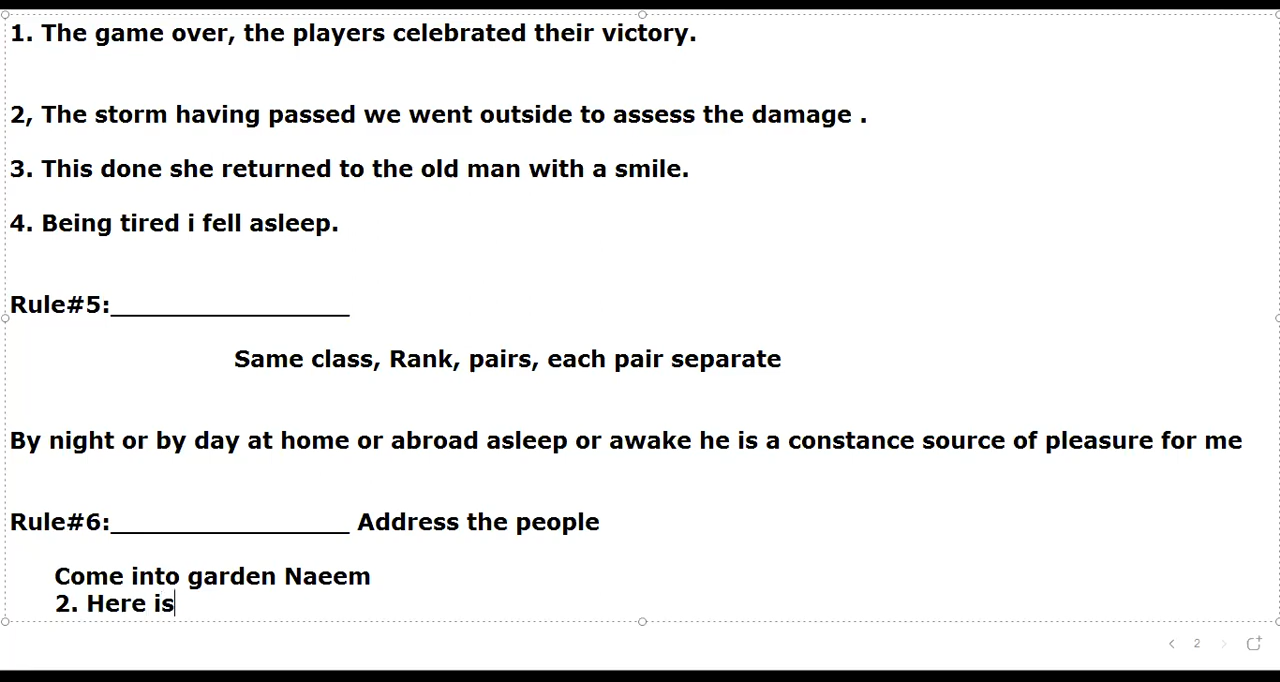 1. The game over, the players celebrated their victory.
2, The storm having passed we went outside to assess the damage .
3. This done she returned to the old man with a smile.
4. Being tired i fell asleep.
Rule#5:_________________
Same class, Rank, pairs, each pair separate
By night or by day at home or abroad asleep or awake he is a constance source of pleasure for me
Rule#6:_________________ Address the people
Come into garden Naeem
2. Here is
2